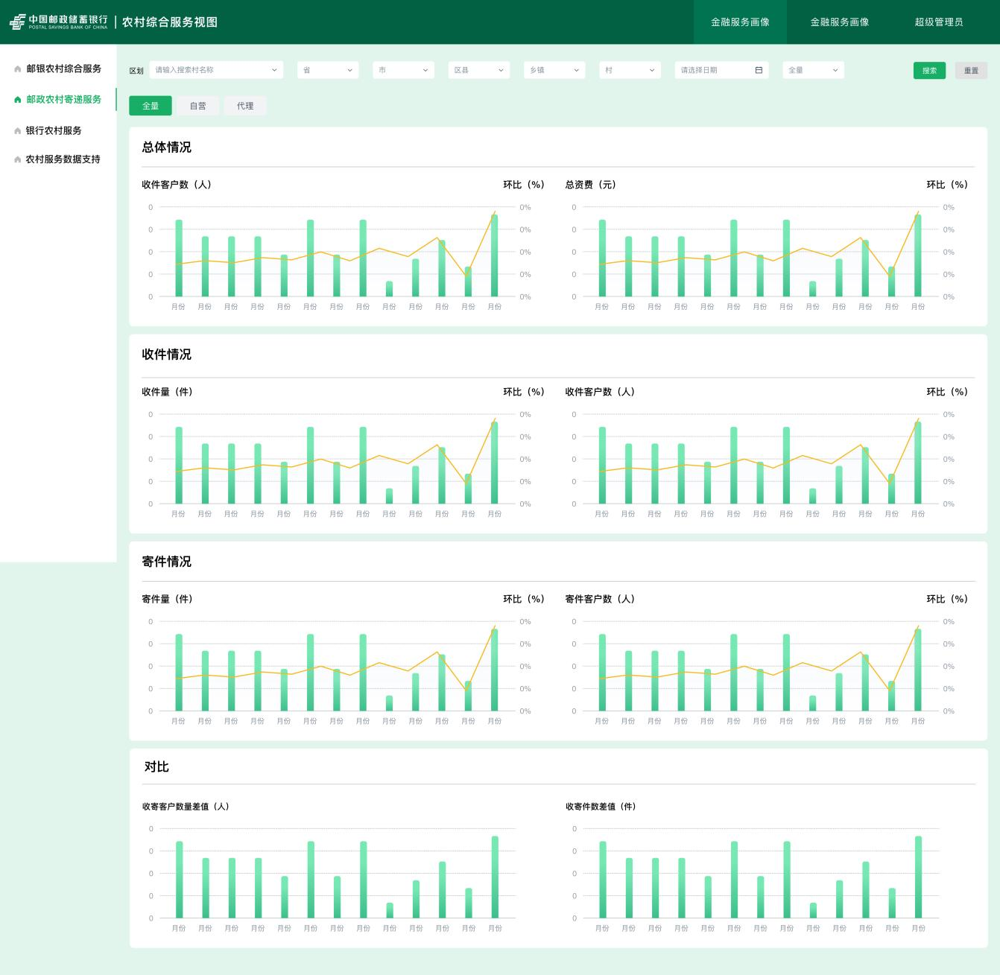 中国邮政储蓄银行 农村综合服务视图 金融服务画像 金融服务画像 超级管理员
POSTAL SAVINGS BANK OF CHINA
邮银农村综合服务
邮政农村寄递服务
银行农村服务
农村服务数据支持
区划 请输入搜索村名称 省 市 区县 乡镇 村 请选择日期 全量 搜索 重置
全量 自营 代理
总体情况
收件客户数（人） 环比（%） 总资费（元） 环比（%）
0 0% 0 0%
0 0% 0 0%
0 0% 0 0%
0 0% 0 0%
0 0% 0 0%
月份 月份 月份 月份 月份 月份 月份 月份 月份 月份 月份 月份 月份 月份 月份 月份 月份 月份 月份 月份 月份 月份 月份 月份 月份 月份
收件情况
收件量（件） 环比（%） 收件客户数（人） 环比（%）
0 0% 0 0%
0 0% 0 0%
0 0% 0 0%
0 0% 0 0%
0 0% 0 0%
月份 月份 月份 月份 月份 月份 月份 月份 月份 月份 月份 月份 月份 月份 月份 月份 月份 月份 月份 月份 月份 月份 月份 月份 月份 月份
寄件情况
寄件量（件） 环比（%） 寄件客户数（人） 环比（%）
0 0% 0 0%
0 0% 0 0%
0 0% 0 0%
0 0% 0 0%
0 0% 0 0%
月份 月份 月份 月份 月份 月份 月份 月份 月份 月份 月份 月份 月份 月份 月份 月份 月份 月份 月份 月份 月份 月份 月份 月份 月份 月份
对比
收寄客户数量差值（人） 收寄件数差值（件）
0 0
0 0
0 0
0 0
0 0
月份 月份 月份 月份 月份 月份 月份 月份 月份 月份 月份 月份 月份 月份 月份 月份 月份 月份 月份 月份 月份 月份 月份 月份 月份 月份